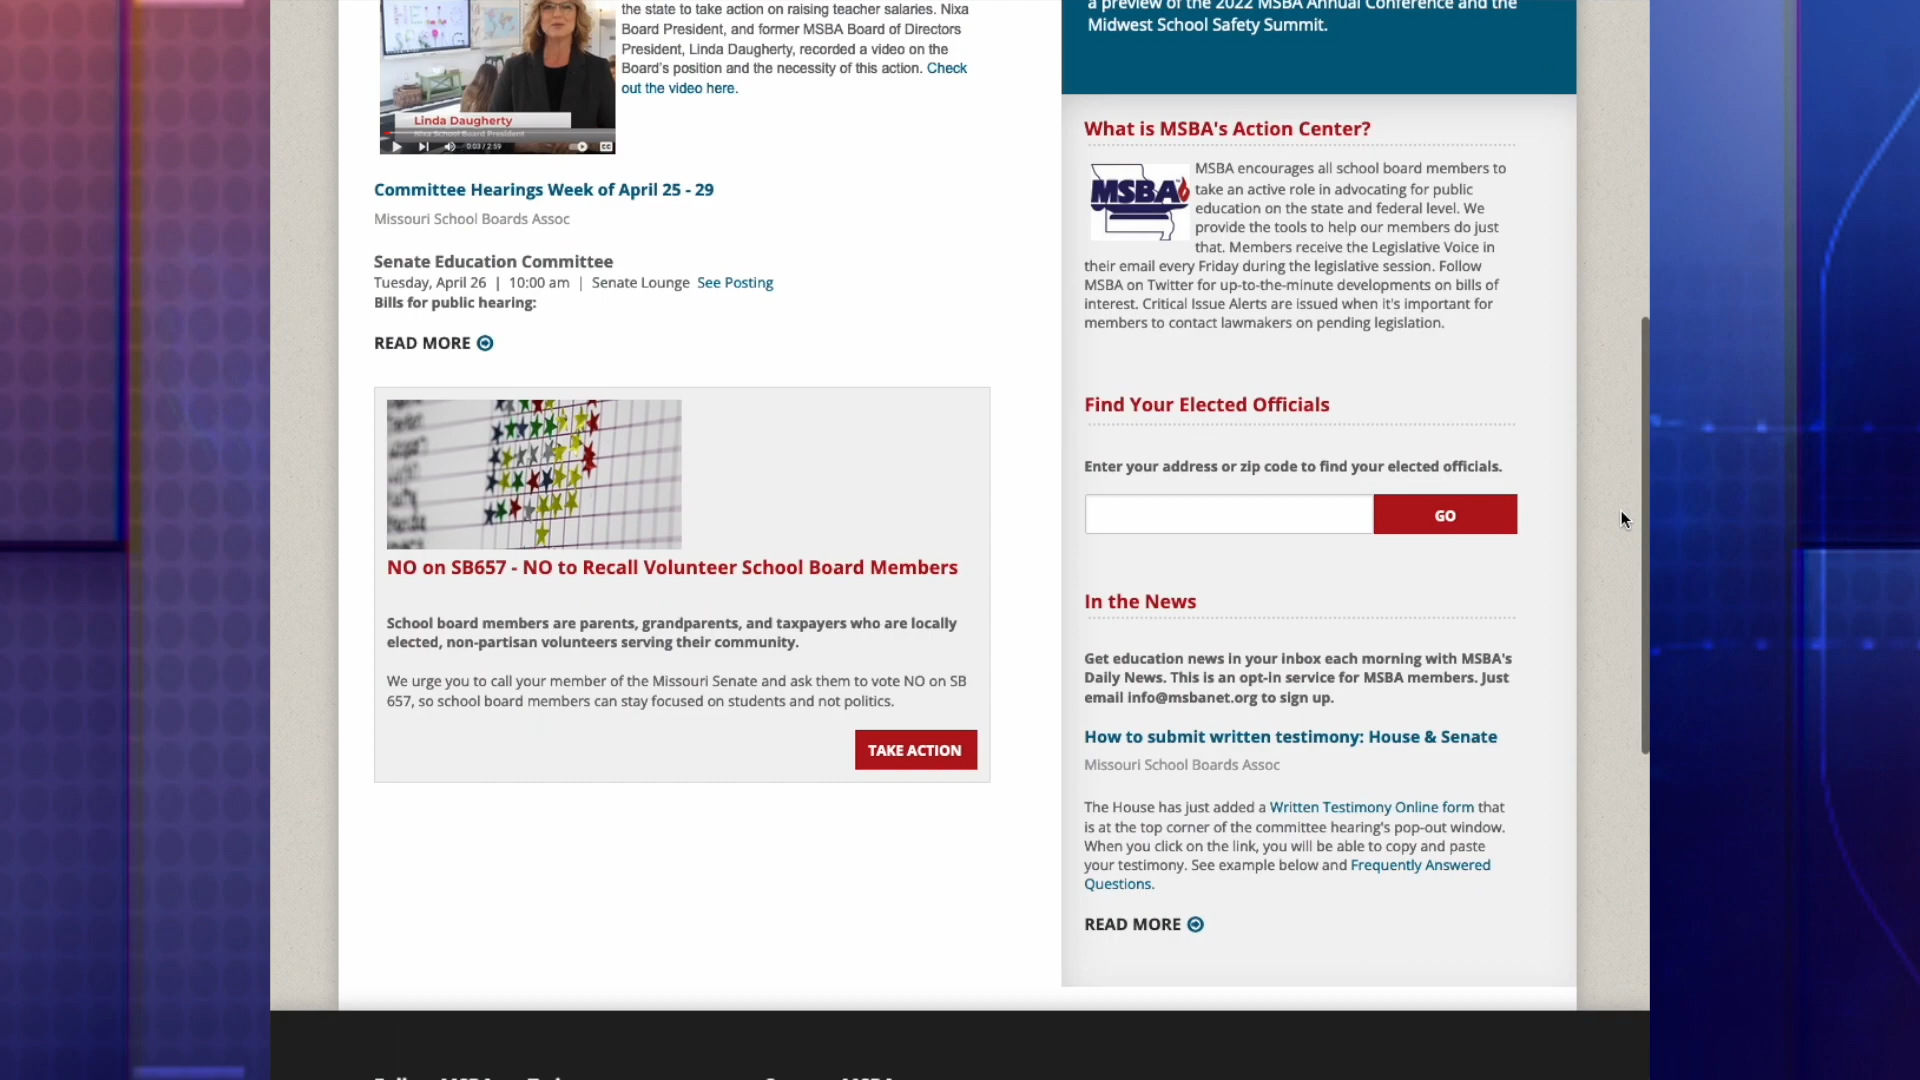 the state to take action on raising teacher salaries. Nixa
Board President, and former MSBA Board of Directors
President, Linda Daugherty, recorded a video on the
Board's position and the necessity of this action. Check
out the video here.
HELLO
SPRING
Linda Daugherty
Nixa School Board President
0:03 / 2:59
CC
Committee Hearings Week of April 25 - 29
Missouri School Boards Assoc
Senate Education Committee
Tuesday, April 26 | 10:00 am | Senate Lounge See Posting
Bills for public hearing:
READ MORE
NO on SB657 - NO to Recall Volunteer School Board Members
School board members are parents, grandparents, and taxpayers who are locally
elected, non-partisan volunteers serving their community.
We urge you to call your member of the Missouri Senate and ask them to vote NO on SB
657, so school board members can stay focused on students and not politics.
TAKE ACTION
a preview of the 2022 MSBA Annual Conference and the
Midwest School Safety Summit.
What is MSBA's Action Center?
MSBA
MSBA encourages all school board members to
take an active role in advocating for public
education on the state and federal level. We
provide the tools to help our members do just
that. Members receive the Legislative Voice in
their email every Friday during the legislative session. Follow
MSBA on Twitter for up-to-the-minute developments on bills of
interest. Critical Issue Alerts are issued when it's important for
members to contact lawmakers on pending legislation.
Find Your Elected Officials
Enter your address or zip code to find your elected officials.
GO
In the News
Get education news in your inbox each morning with MSBA's
Daily News. This is an opt-in service for MSBA members. Just
email info@msbanet.org to sign up.
How to submit written testimony: House & Senate
Missouri School Boards Assoc
The House has just added a Written Testimony Online form that
is at the top corner of the committee hearing's pop-out window.
When you click on the link, you will be able to copy and paste
your testimony. See example below and Frequently Answered
Questions.
READ MORE